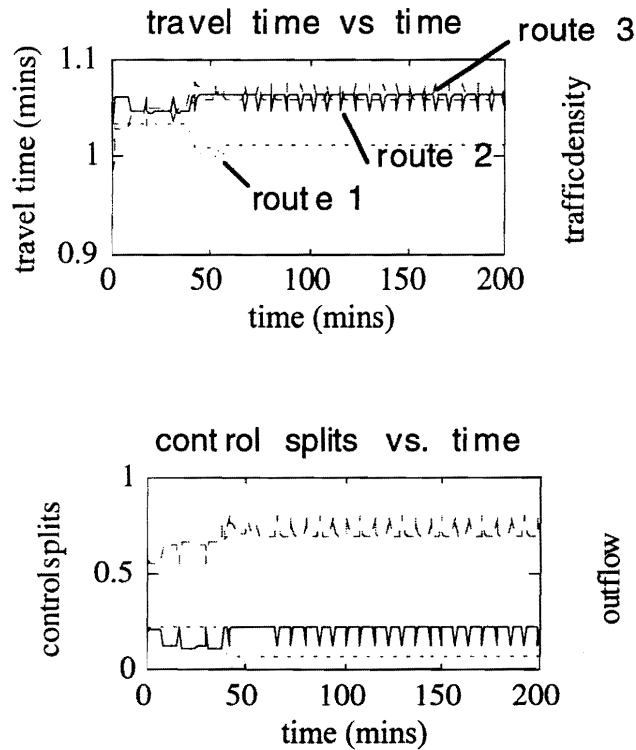 travel time vs time
route 3
1.1
1
0.9
travel time (mins)
trafficdensity
route 2
route 1
0
50
100
150
200
time (mins)
control splits vs. time
1
0.5
0
controlsplits
outflow
0
50
100
150
200
time (mins)